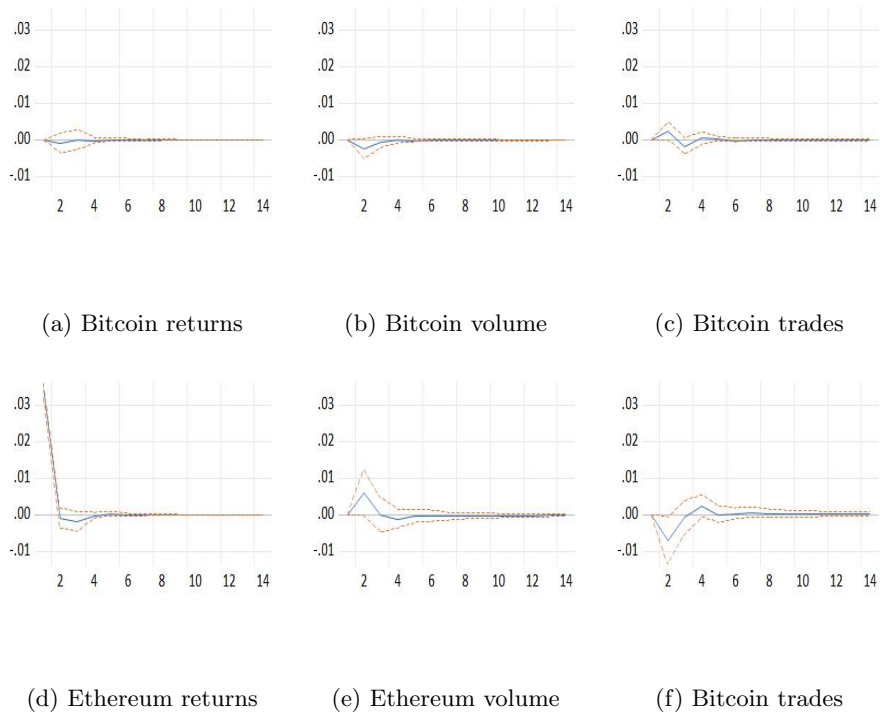 .03 .03 .03
.02 .02 .02
.01 .01 .01
.00 .00 .00
-.01 -.01 -.01
2 4 6 8 10 12 14 2 4 6 8 10 12 14 2 4 6 8 10 12 14
(a) Bitcoin returns (b) Bitcoin volume (c) Bitcoin trades
.03 .03 .03
.02 .02 .02
.01 .01 .01
.00 .00 .00
-.01 -.01 -.01
2 4 6 8 10 12 14 2 4 6 8 10 12 14 2 4 6 8 10 12 14
(d) Ethereum returns (e) Ethereum volume (f) Bitcoin trades